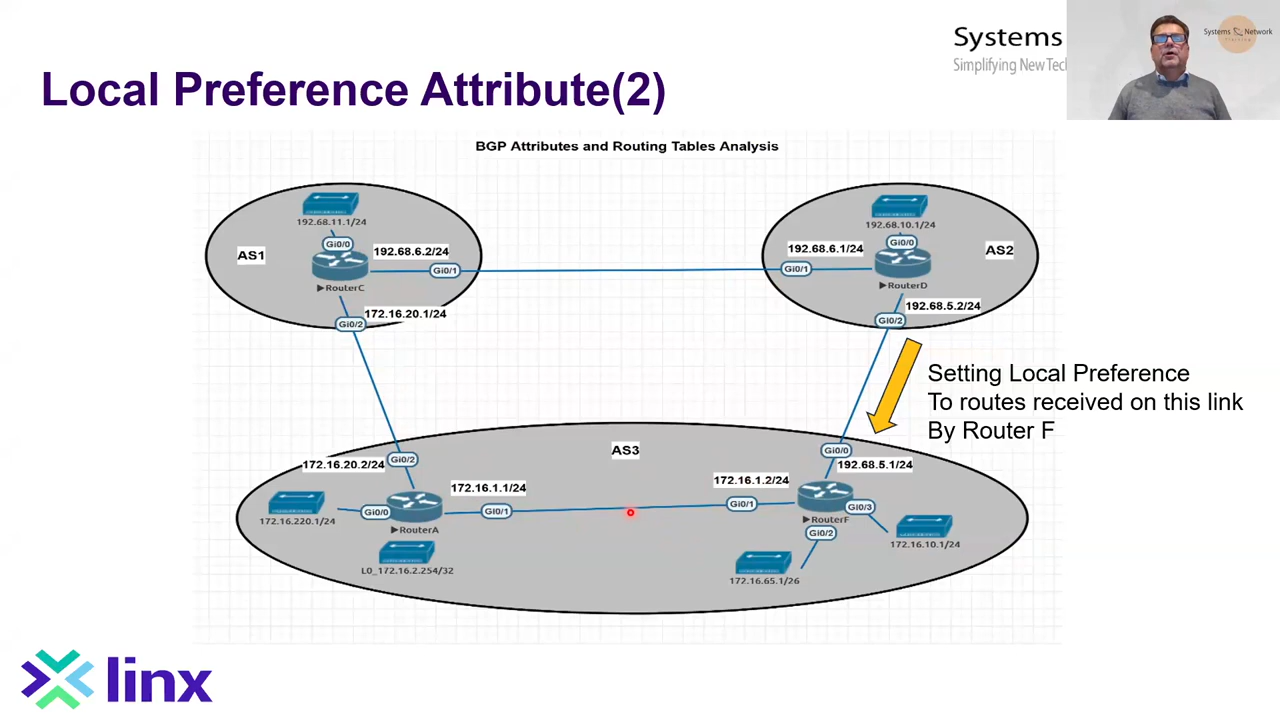 Systems
Simplifying New Tech
Systems Network
Local Preference Attribute(2)
BGP Attributes and Routing Tables Analysis
192.68.11.1/24
Gi0/0
AS1
192.68.6.2/24
Gi0/1
RouterC
172.16.20.1/24
Gi0/2
192.68.10.1/24
Gi0/0
192.68.6.1/24
AS2
Gi0/1
RouterD
192.68.5.2/24
Gi0/2
Setting Local Preference
To routes received on this link
By Router F
AS3
172.16.20.2/24
Gi0/2
Gi0/0
192.68.5.1/24
172.16.1.1/24
172.16.1.2/24
172.16.220.1/24
Gi0/0
Gi0/1
RouterA
Gi0/1
RouterF
Gi0/3
Gi0/2
172.16.10.1/24
L0_172.16.2.254/32
172.16.65.1/26
linx